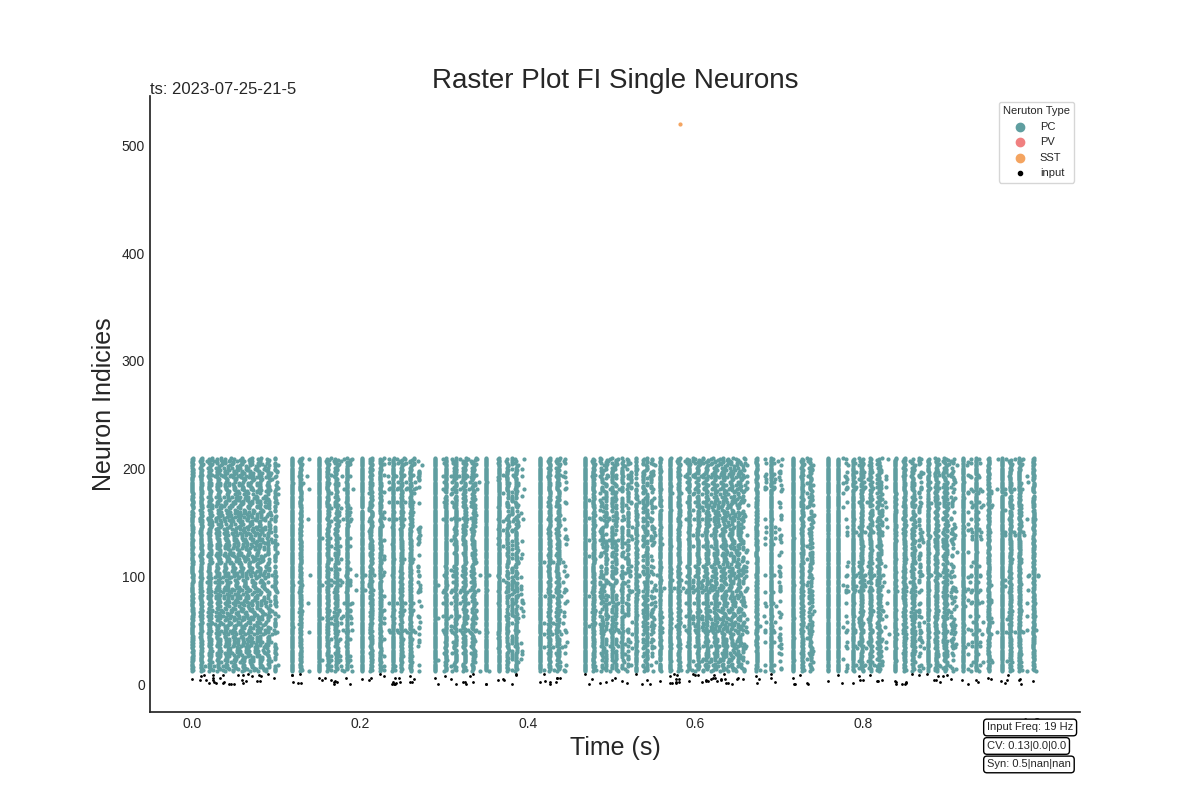 Raster Plot FI Single Neurons
ts: 2023-07-25-21-5
Neruton Type
PC
PV
SST
input
500
400
300
200
100
0
Neuron Indicies
0.0 0.2 0.4 0.6 0.8
Time (s)
Input Freq: 19 Hz
CV: 0.13|0.0|0.0
Syn: 0.5|nan|nan